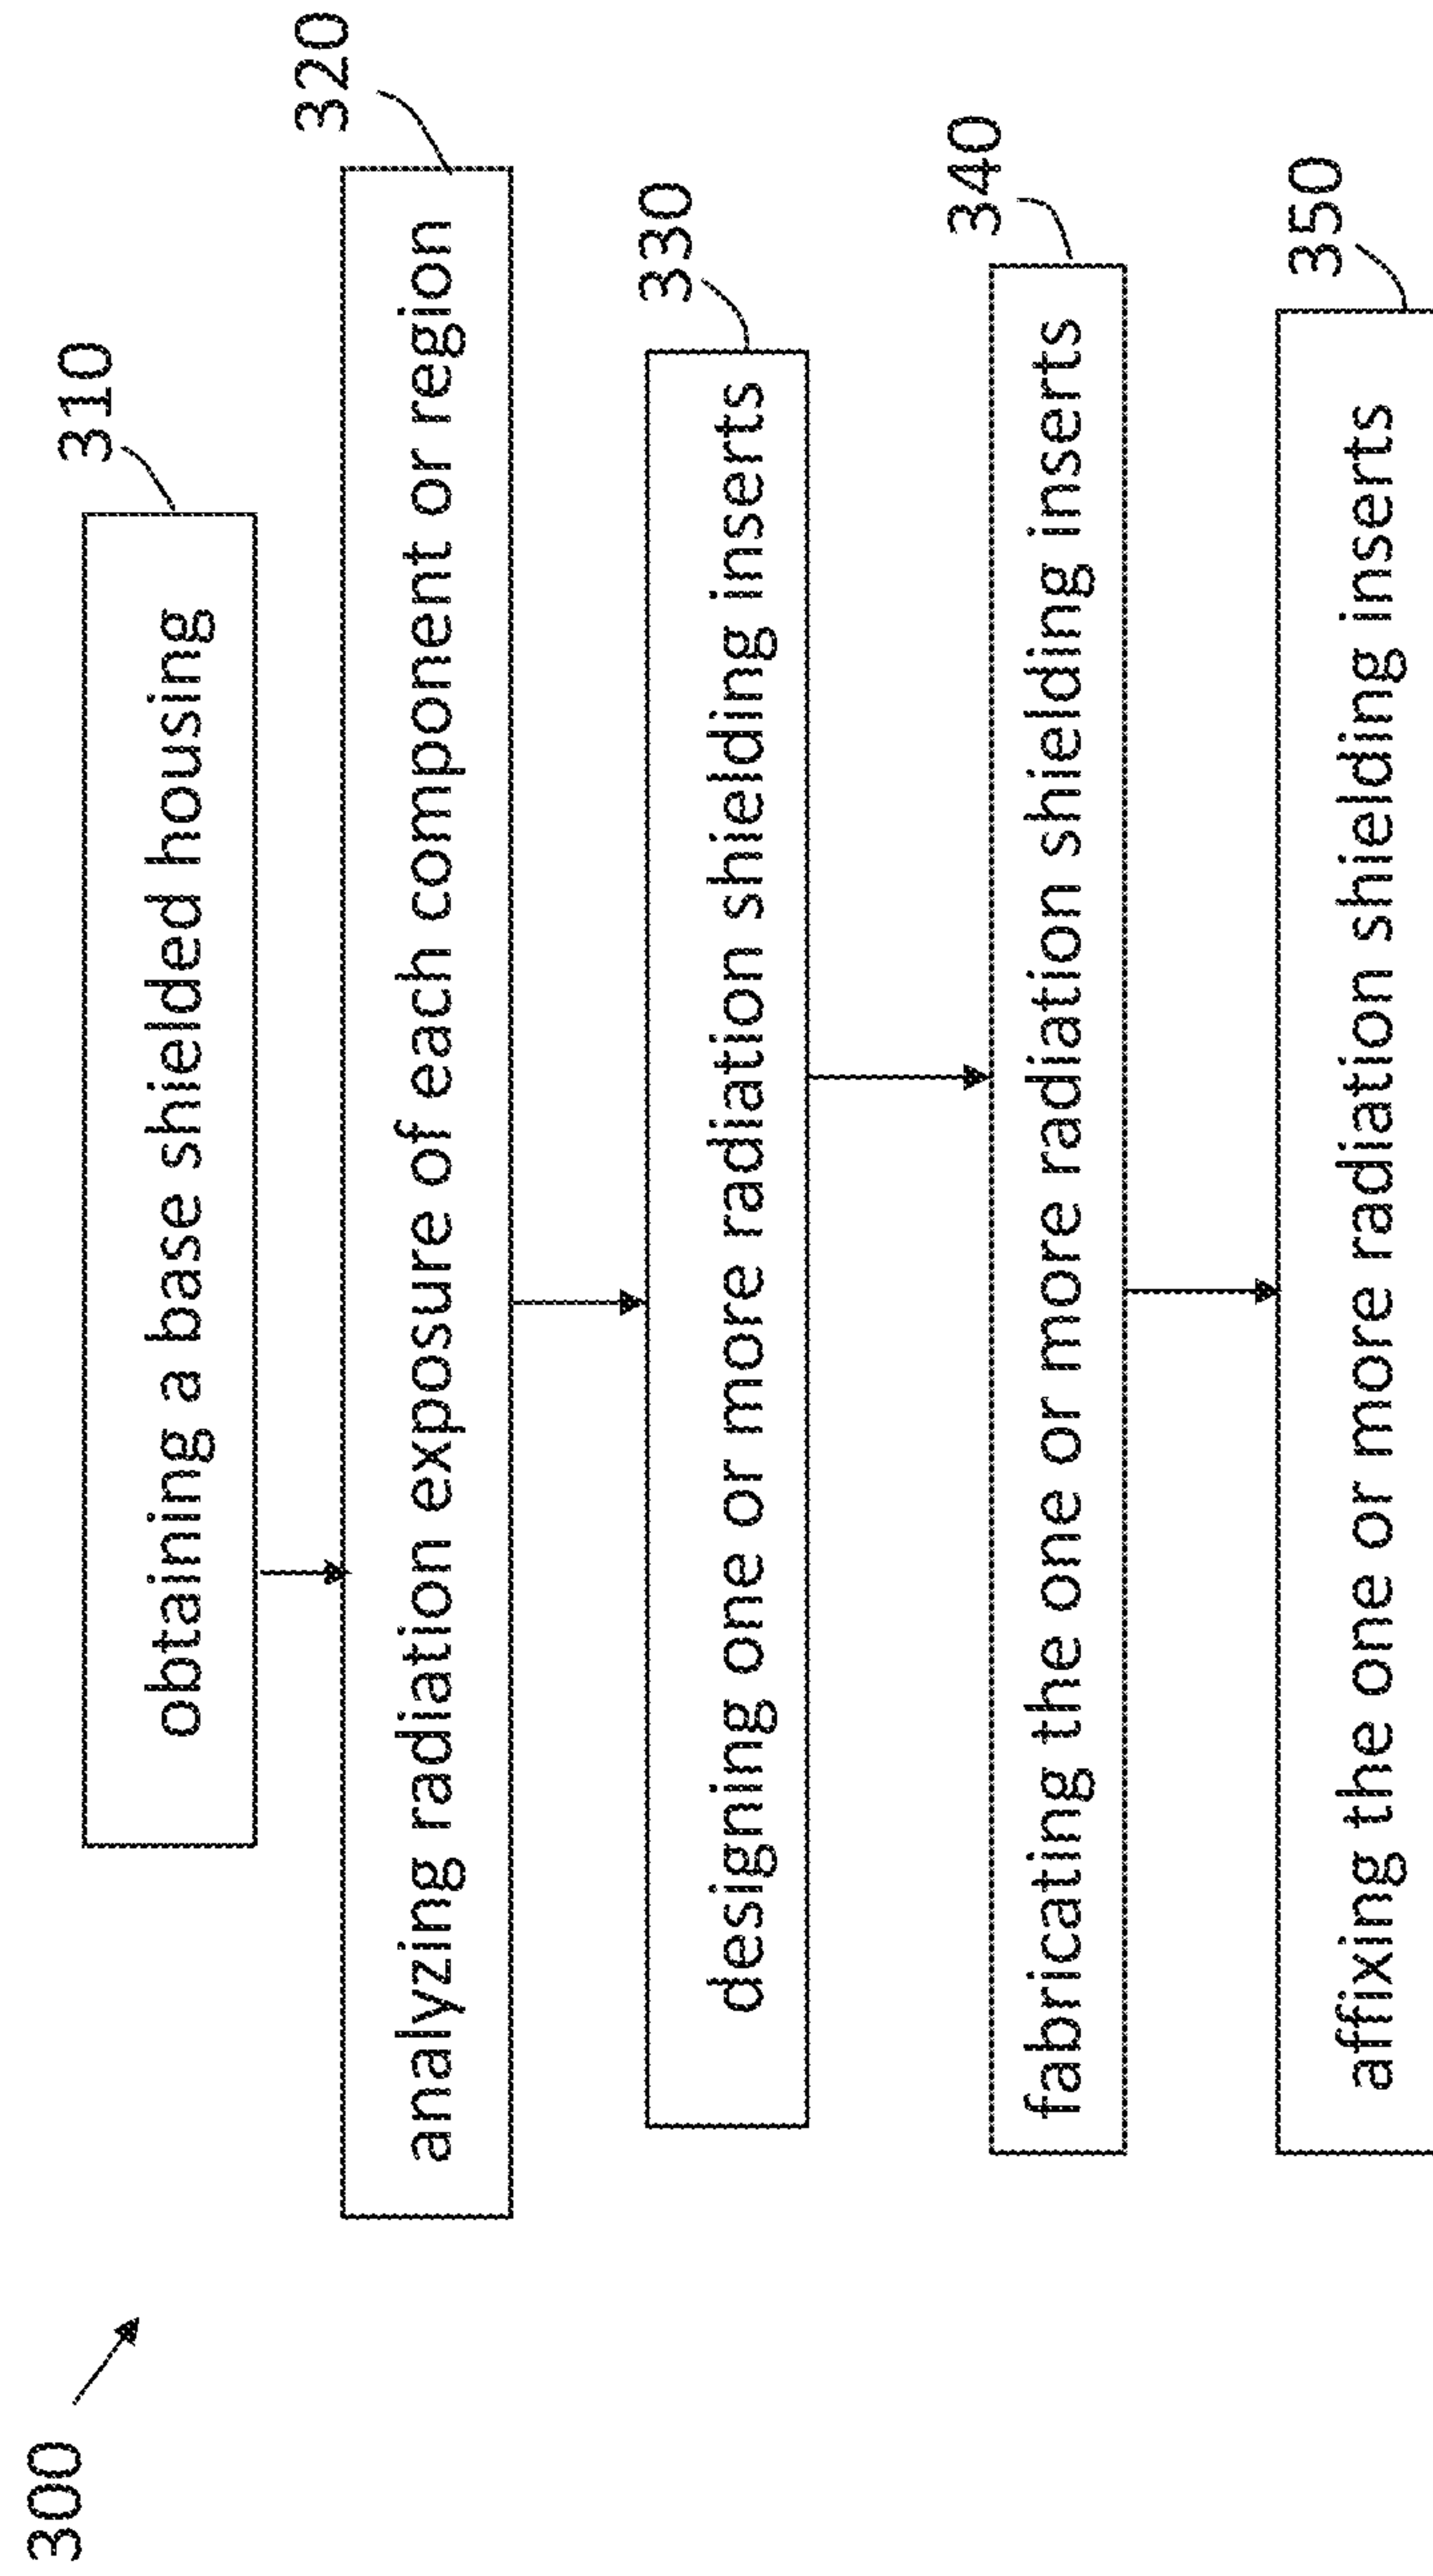 300
310
obtaining a base shielded housing
320
analyzing radiation exposure of each component or region
330
designing one or more radiation shielding inserts
340
fabricating the one or more radiation shielding inserts
350
affixing the one or more radiation shielding inserts